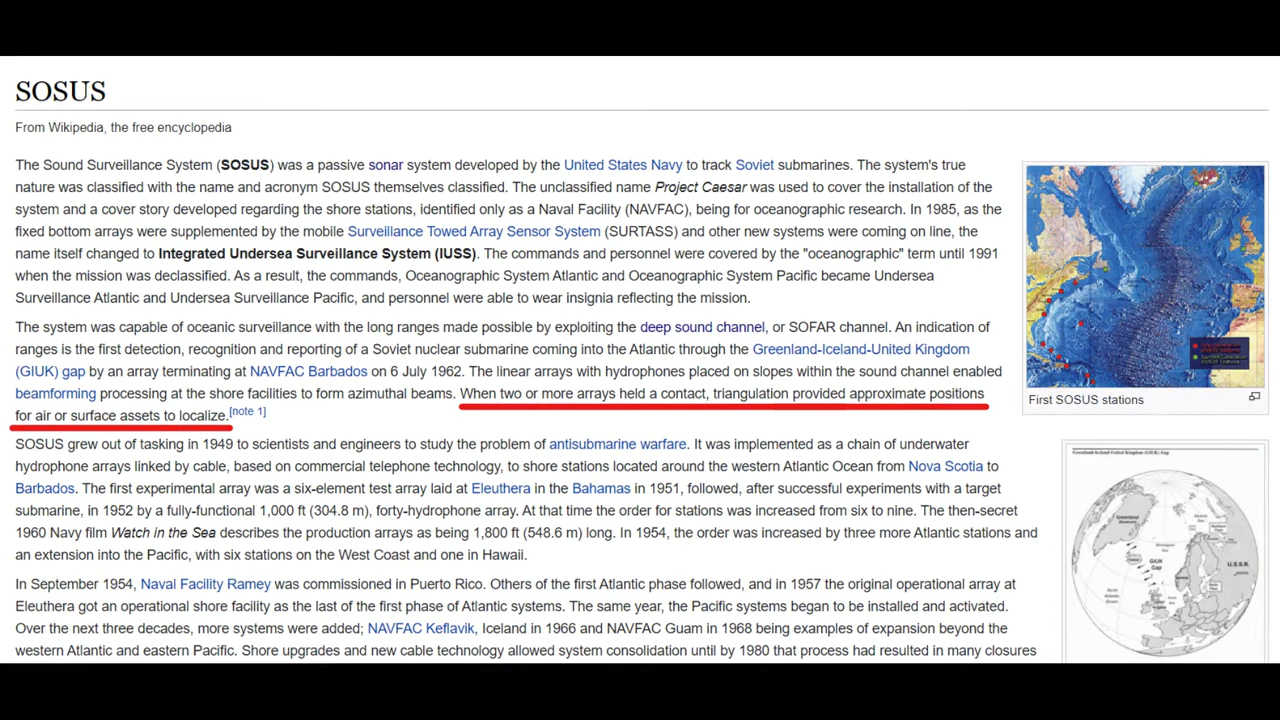 SOSUS
From Wikipedia, the free encyclopedia
The Sound Surveillance System (SOSUS) was a passive sonar system developed by the United States Navy to track Soviet submarines. The system's true
nature was classified with the name and acronym SOSUS themselves classified. The unclassified name Project Caesar was used to cover the installation of the
system and a cover story developed regarding the shore stations, identified only as a Naval Facility (NAVFAC), being for oceanographic research. In 1985, as the
fixed bottom arrays were supplemented by the mobile Surveillance Towed Array Sensor System (SURTASS) and other new systems were coming on line, the
name itself changed to Integrated Undersea Surveillance System (IUSS). The commands and personnel were covered by the "oceanographic" term until 1991
when the mission was declassified. As a result, the commands, Oceanographic System Atlantic and Oceanographic System Pacific became Undersea
Surveillance Atlantic and Undersea Surveillance Pacific, and personnel were able to wear insignia reflecting the mission.
The system was capable of oceanic surveillance with the long ranges made possible by exploiting the deep sound channel, or SOFAR channel. An indication of
ranges is the first detection, recognition and reporting of a Soviet nuclear submarine coming into the Atlantic through the Greenland-Iceland-United Kingdom
(GIUK) gap by an array terminating at NAVFAC Barbados on 6 July 1962. The linear arrays with hydrophones placed on slopes within the sound channel enabled
beamforming processing at the shore facilities to form azimuthal beams. When two or more arrays held a contact, triangulation provided approximate positions
for air or surface assets to localize.[note 1]
SOSUS grew out of tasking in 1949 to scientists and engineers to study the problem of antisubmarine warfare. It was implemented as a chain of underwater
hydrophone arrays linked by cable, based on commercial telephone technology, to shore stations located around the western Atlantic Ocean from Nova Scotia to
Barbados. The first experimental array was a six-element test array laid at Eleuthera in the Bahamas in 1951, followed, after successful experiments with a target
submarine, in 1952 by a fully-functional 1,000 ft (304.8 m) long, forty-hydrophone array. At that time the order for stations was increased from six to nine. The then-secret
1960 Navy film Watch in the Sea describes the production arrays as being 1,800 ft (548.6 m) long. In 1954, the order was increased by three more Atlantic stations and
an extension into the Pacific, with six stations on the West Coast and one in Hawaii.
In September 1954, Naval Facility Ramey was commissioned in Puerto Rico. Others of the first Atlantic phase followed, and in 1957 the original operational array at
Eleuthera got an operational shore facility as the last of the first phase of Atlantic systems. The same year, the Pacific systems began to be installed and activated.
Over the next three decades, more systems were added; NAVFAC Keflavik, Iceland in 1966 and NAVFAC Guam in 1968 being examples of expansion beyond the
western Atlantic and eastern Pacific. Shore upgrades and new cable technology allowed system consolidation until by 1980 that process had resulted in many closures
First SOSUS stations
Greenland-Iceland-United Kingdom (GIUK) Gap
Greenland
GIUK
Gap
U.S.S.R.